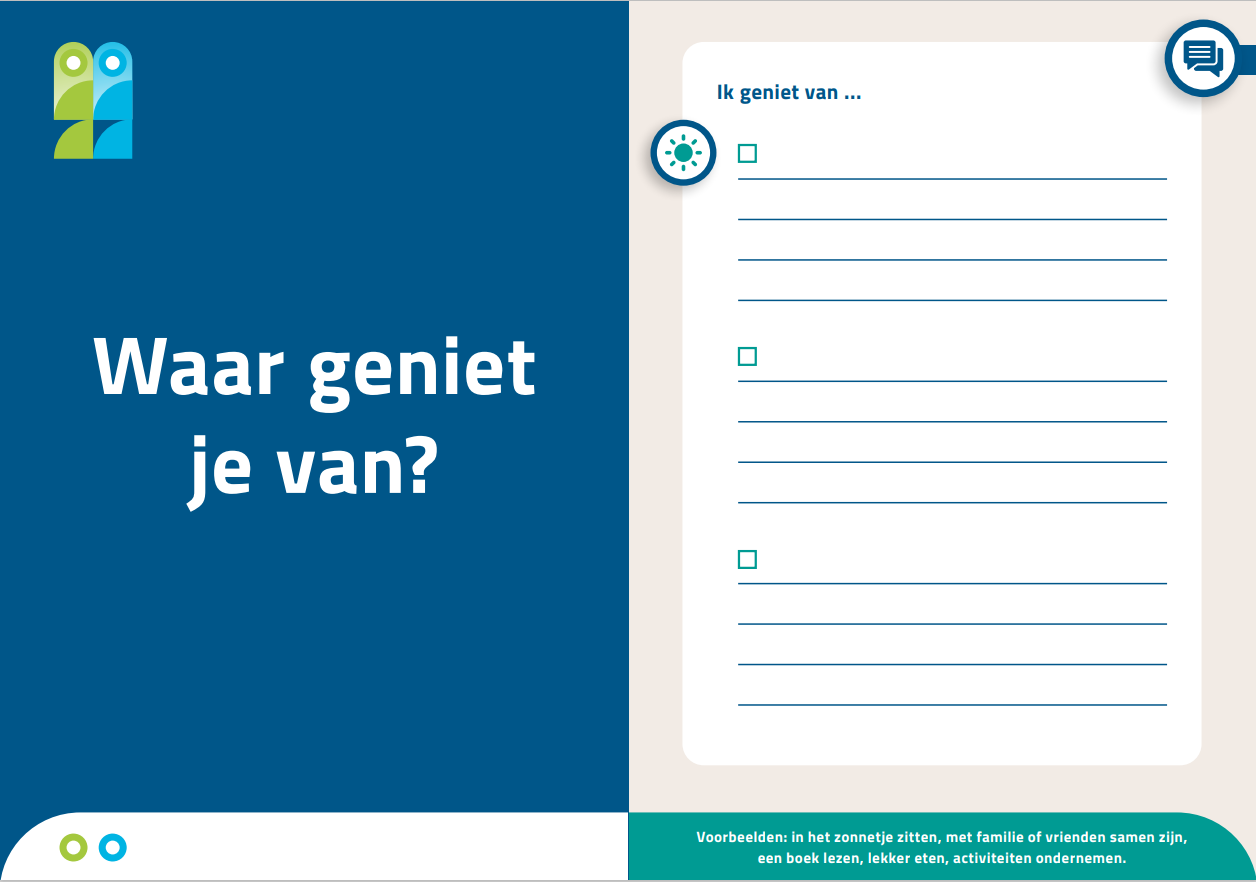 Waar geniet
je van?
Ik geniet van ...
Voorbeelden: in het zonnetje zitten, met familie of vrienden samen zijn,
een boek lezen, lekker eten, activiteiten ondernemen.